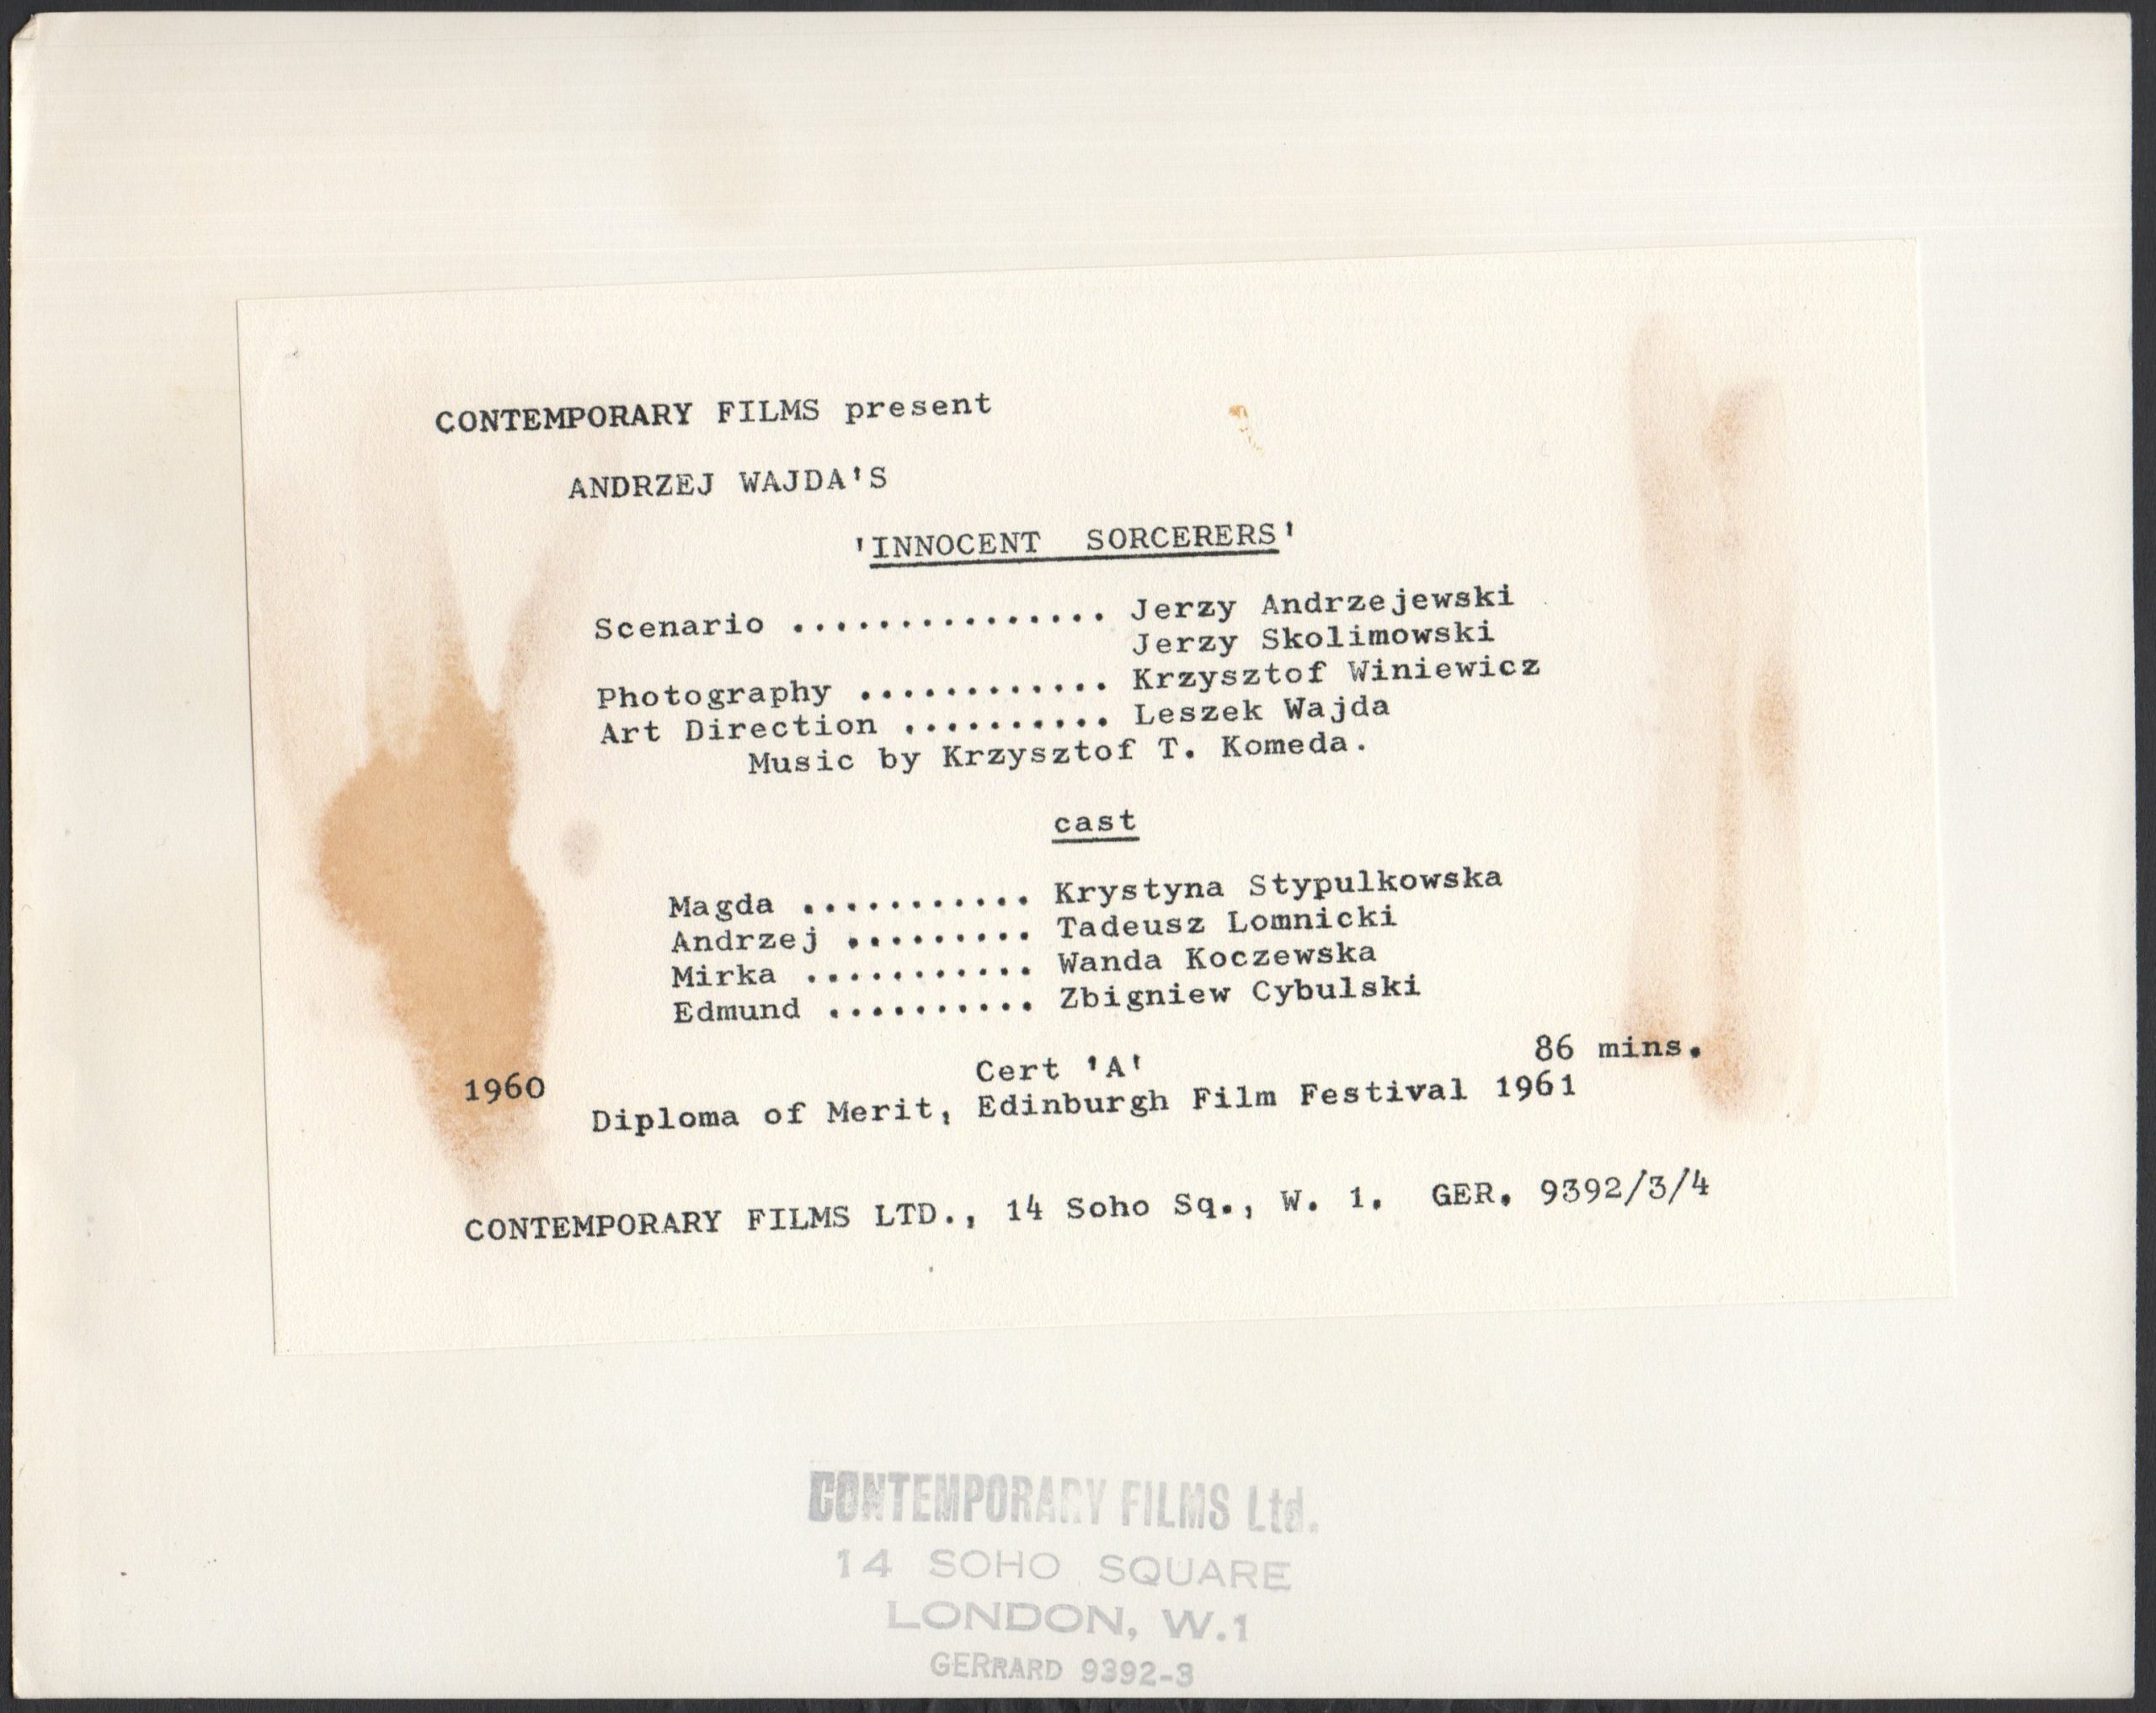 CONTEMPORARY FILMS present
ANDRZEJ WAJDA'S
'INNOCENT SORCERERS'
Scenario ............... Jerzy Andrzejewski
Jerzy Skolimowski
Photography ............ Krzysztof Winiewicz
Art Direction .......... Leszek Wajda
Music by Krzysztof T. Komeda.
cast
Magda ........... Krystyna Stypulkowska
Andrzej ......... Tadeusz Lomnicki
Mirka ........... Wanda Koczewska
Edmund .......... Zbigniew Cybulski
1960 Cert 'A' 86 mins.
Diploma of Merit, Edinburgh Film Festival 1961
CONTEMPORARY FILMS LTD., 14 Soho Sq., W. 1. GER. 9392/3/4
CONTEMPORARY FILMS Ltd.
14 SOHO SQUARE
LONDON, W.1
GERRARD 9392-3